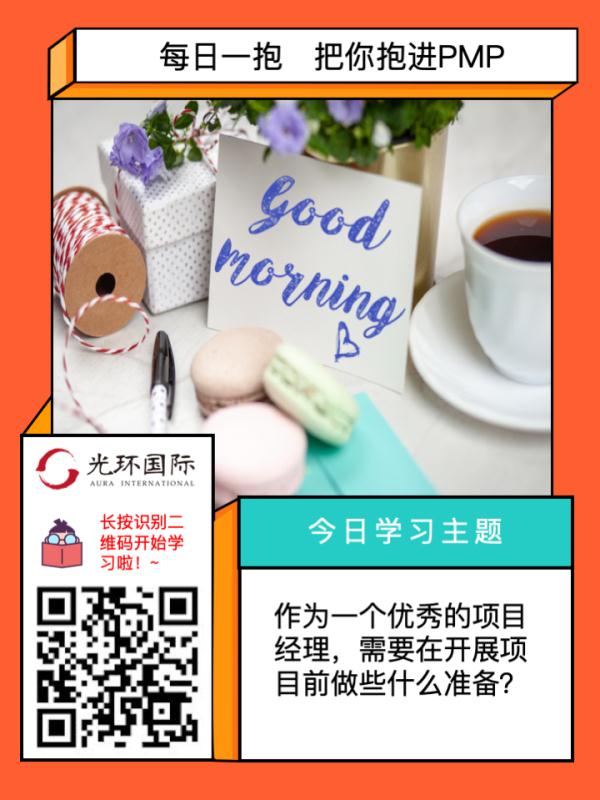 每日一抱　把你抱进PMP
Good
morning
光环国际
AURA INTERNATIONAL
长按识别二
维码开始学
习啦！~
今日学习主题
作为一个优秀的项目
经理，需要在开展项
目前做些什么准备？